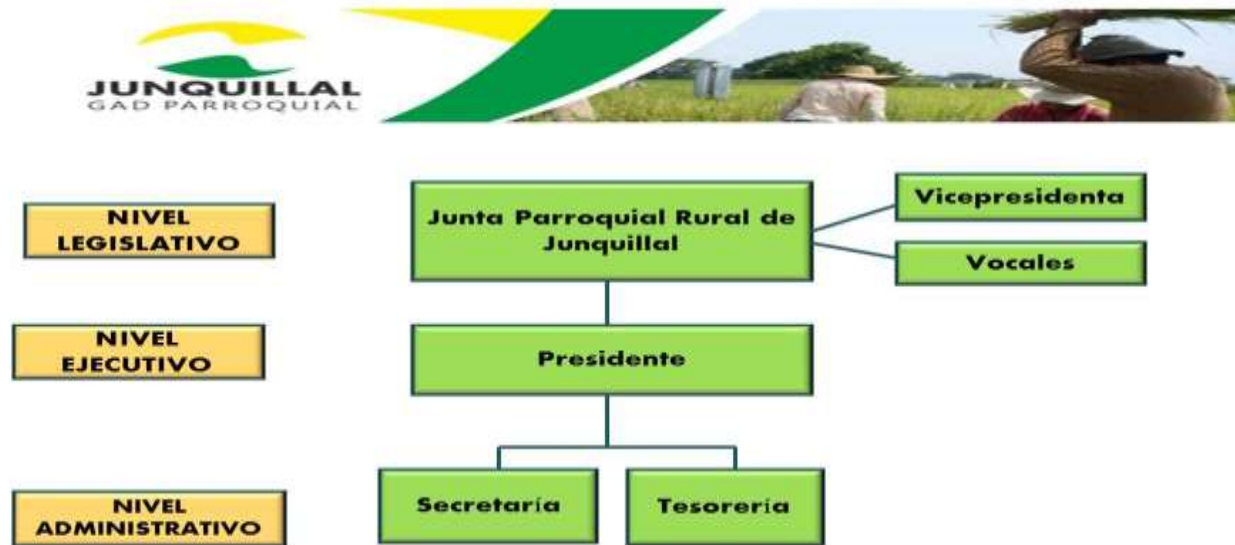 JUNQUILLAL
GAD PARROQUIAL
NIVEL
LEGISLATIVO
Junta Parroquial Rural de
Junquillal
Vicepresidenta
Vocales
NIVEL
EJECUTIVO
Presidente
NIVEL
ADMINISTRATIVO
Secretaría
Tesorería